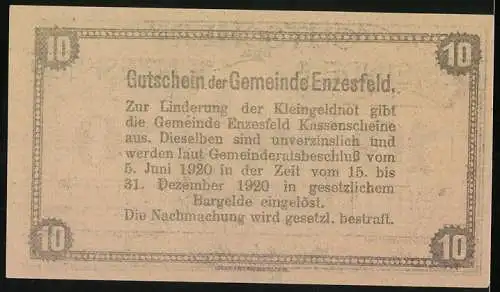 10 10
Gutschein der Gemeinde Enzesfeld.
Zur Linderung der Kleingeldnot gibt
die Gemeinde Enzesfeld Kassenscheine
aus. Dieselben sind unverzinslich und
werden laut Gemeinderatsbeschluß vom
5. Juni 1920 in der Zeit vom 15. bis
31. Dezember 1920 in gesetzlichem
Bargelde eingelöst.
Die Nachmachung wird gesetzl. bestraft.
10 10